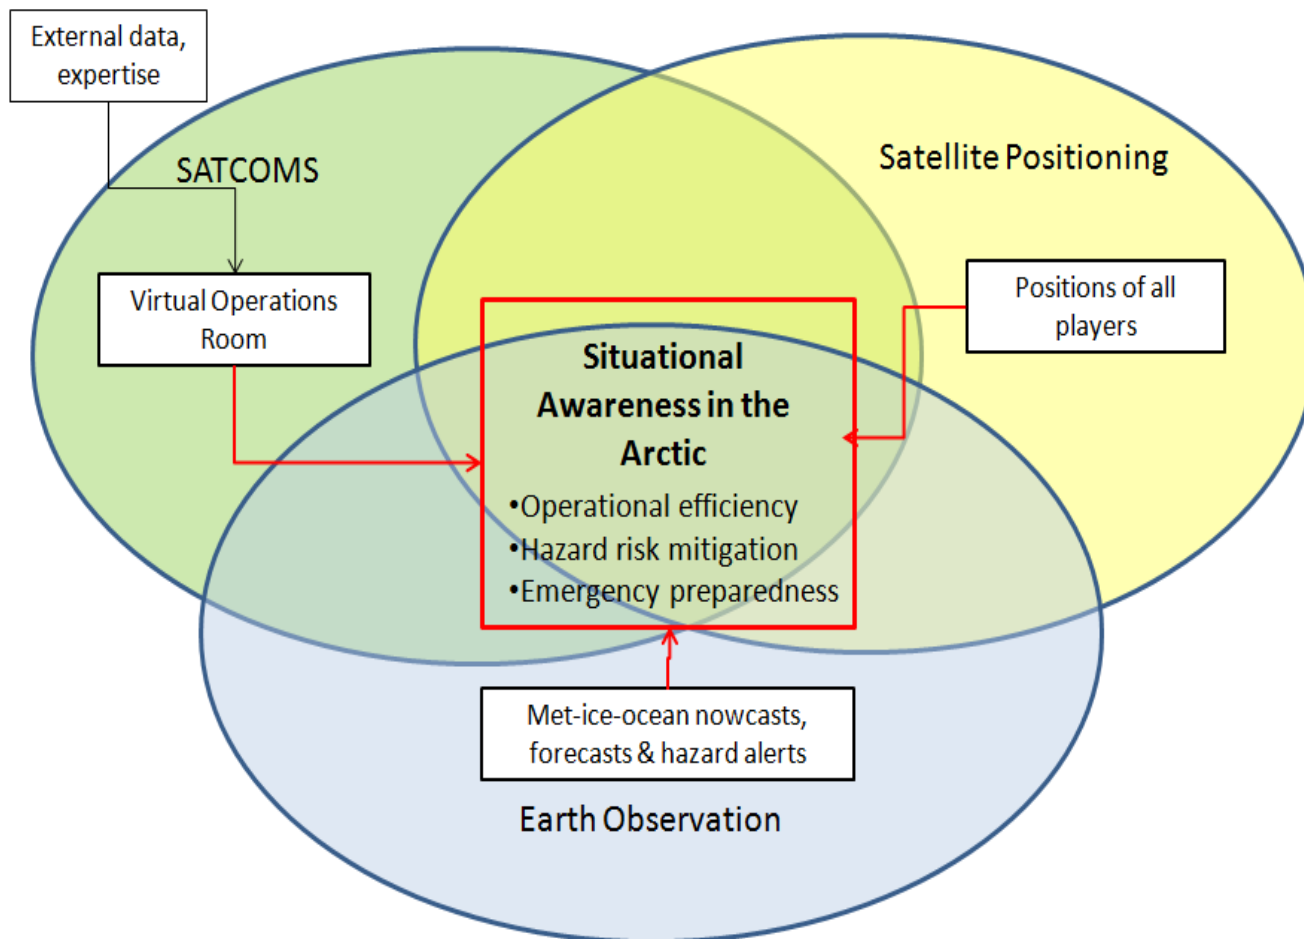 External data,
expertise
SATCOMS
Satellite Positioning
Virtual Operations
Room
Positions of all
players
Situational
Awareness in the
Arctic
•Operational efficiency
•Hazard risk mitigation
•Emergency preparedness
Met-ice-ocean nowcasts,
forecasts & hazard alerts
Earth Observation